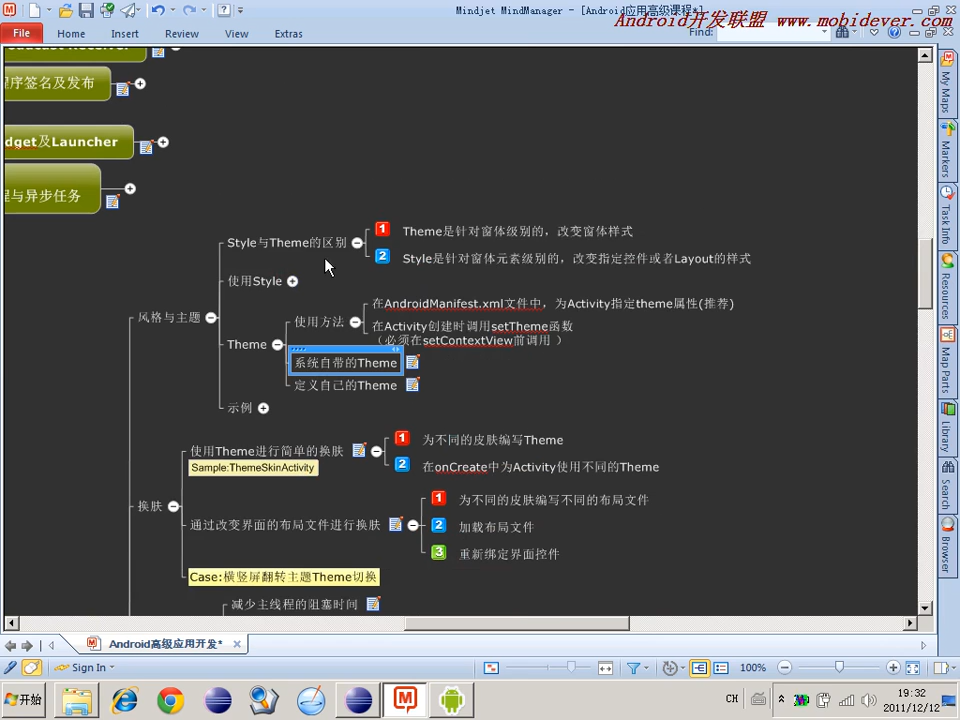 Mindjet MindManager - [Android应用高级课程*]
Android开发联盟 www.mobidever.com
File
Home
Insert
Review
View
Extras
Find:
程序签名及发布
dget及Launcher
程与异步任务
Style与Theme的区别
1 Theme是针对窗体级别的，改变窗体样式
2 Style是针对窗体元素级别的，改变指定控件或者Layout的样式
使用Style
风格与主题
Theme
使用方法
在AndroidManifest.xml文件中，为Activity指定theme属性(推荐)
在Activity创建时调用setTheme函数
（必须在setContextView前调用 ）
系统自带的Theme
定义自己的Theme
示例
换肤
使用Theme进行简单的换肤
Sample:ThemeSkinActivity
1 为不同的皮肤编写Theme
2 在onCreate中为Activity使用不同的Theme
通过改变界面的布局文件进行换肤
1 为不同的皮肤编写不同的布局文件
2 加载布局文件
3 重新绑定界面控件
Case:横竖屏翻转主题Theme切换
减少主线程的阻塞时间
My Maps
Markers
Task Info
Resources
Map Parts
Library
Search
Browser
Android高级应用开发*
Sign In
100%
开始
CH
19:32
2011/12/12